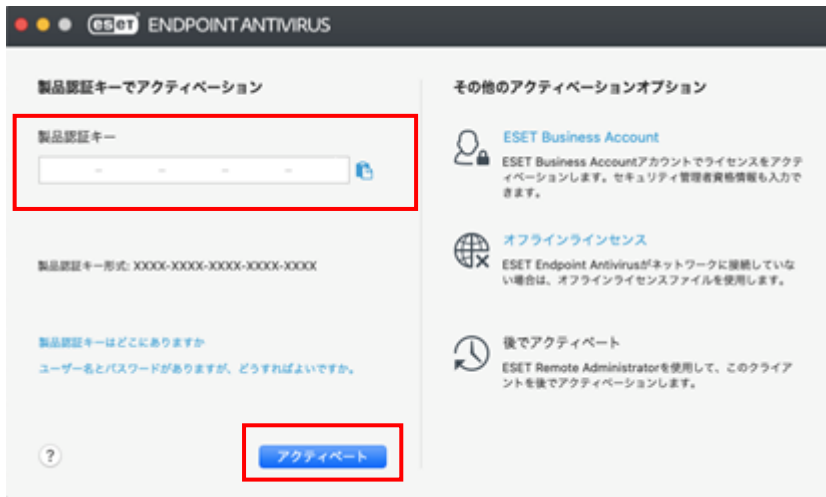 eseT ENDPOINT ANTIVIRUS
製品認証キーでアクティベーション
製品認証キー
- - - -
製品認証キー形式: XXXX-XXXX-XXXX-XXXX-XXXX
製品認証キーはどこにありますか
ユーザー名とパスワードがありますが、どうすればよいですか。
?
アクティベート
その他のアクティベーションオプション
ESET Business Account
ESET Business Accountアカウントでライセンスをアクテ
ィベーションします。セキュリティ管理者資格情報も入力で
きます。
オフラインライセンス
ESET Endpoint Antivirusがネットワークに接続していな
い場合は、オフラインライセンスファイルを使用します。
後でアクティベート
ESET Remote Administratorを使用して、このクライア
ントを後でアクティベーションします。